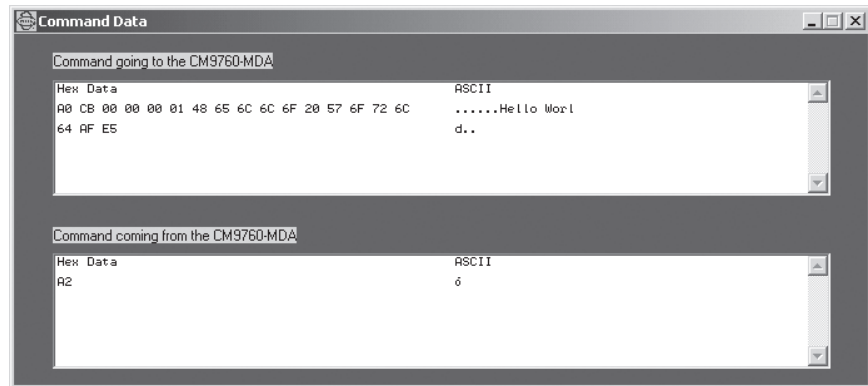 Command Data
Command going to the CM9760-MDA
Hex Data ASCII
A0 CB 00 00 00 01 48 65 6C 6C 6F 20 57 6F 72 6C ......Hello Worl
64 AF E5 d..
Command coming from the CM9760-MDA
Hex Data ASCII
A2 ó